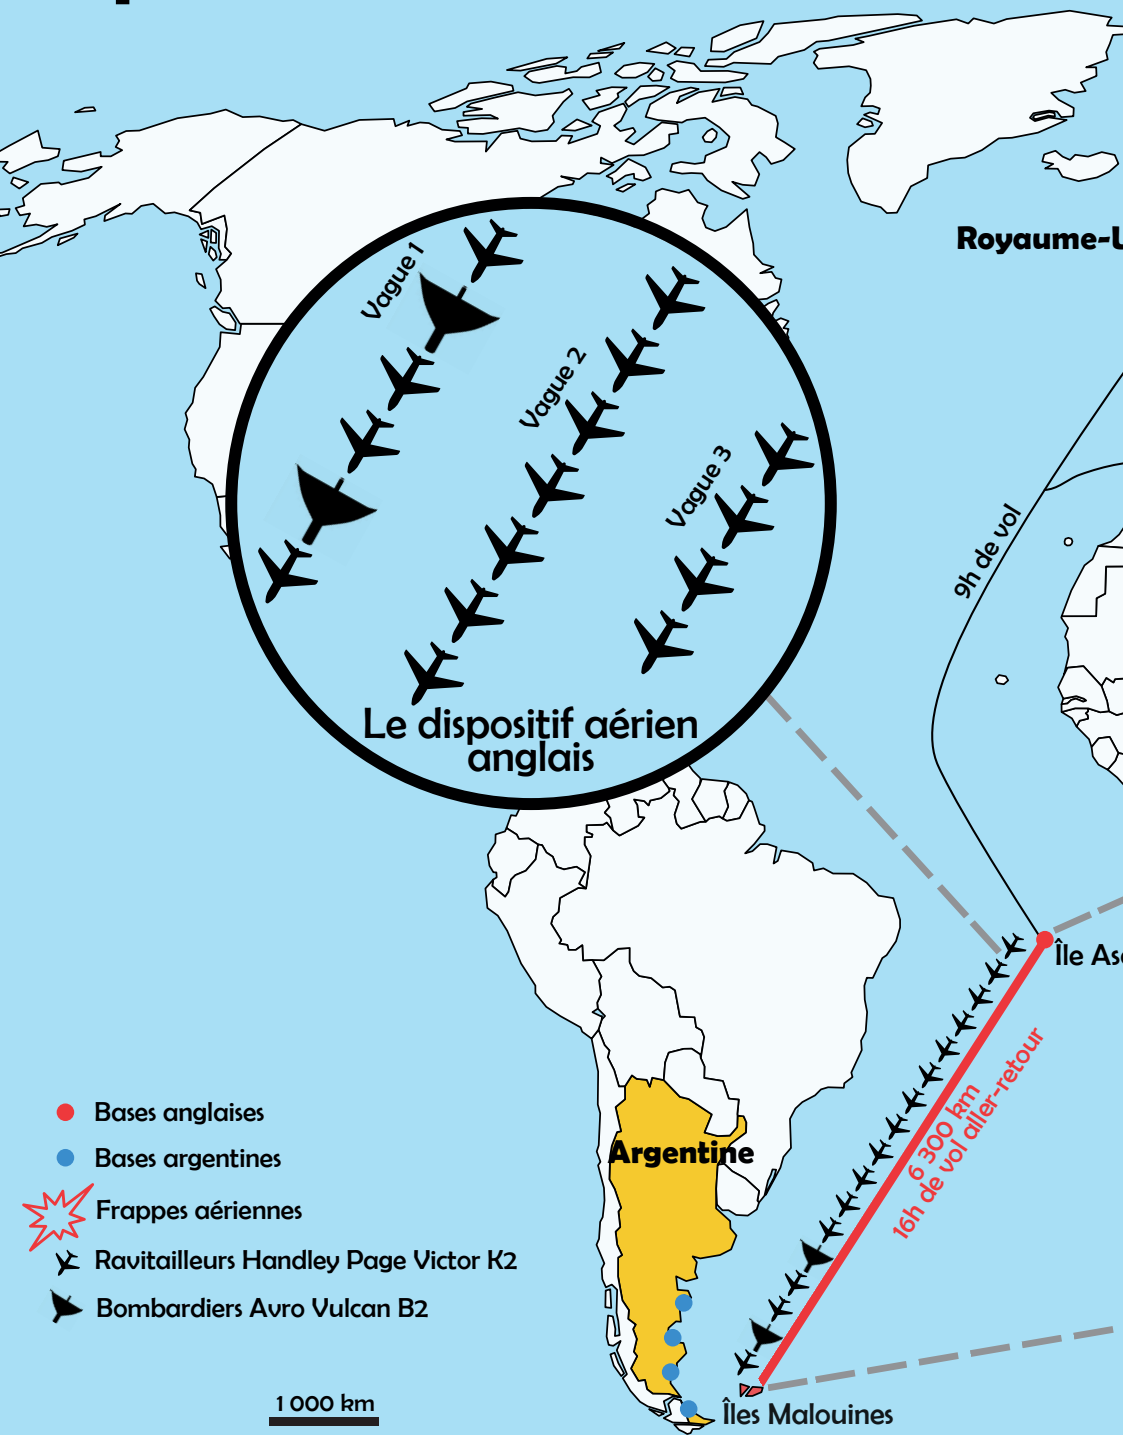 Royaume-U
Vague 1
Vague 2
Vague 3
Le dispositif aérien
anglais
9h de vol
Île Asc
6 300 km
16h de vol aller-retour
Argentine
Bases anglaises
Bases argentines
Frappes aériennes
Ravitailleurs Handley Page Victor K2
Bombardiers Avro Vulcan B2
1 000 km
Îles Malouines